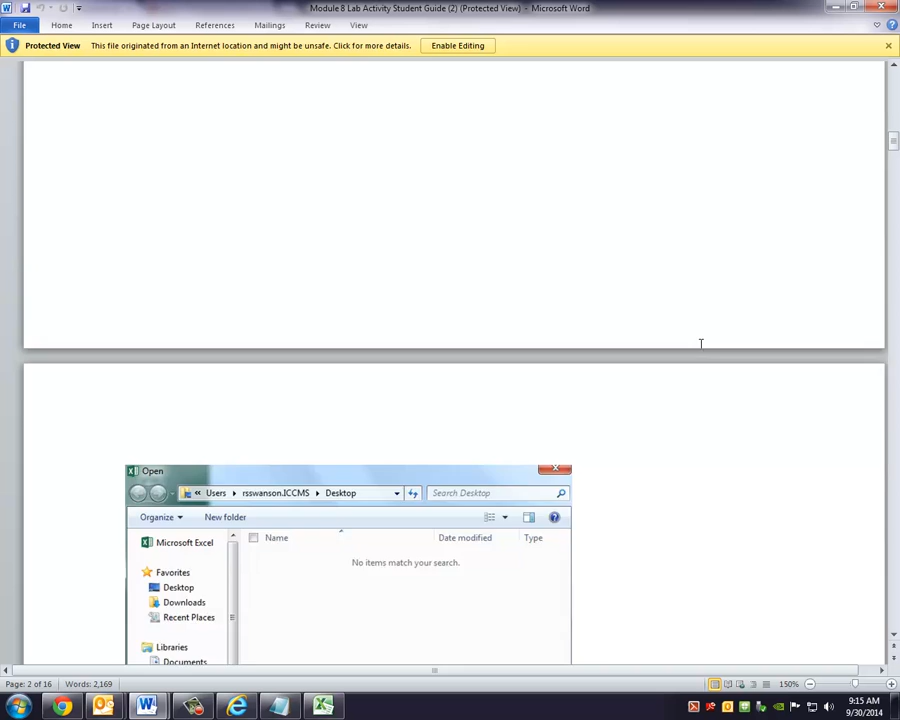 Module 8 Lab Activity Student Guide (2) (Protected View) - Microsoft Word
File Home Insert Page Layout References Mailings Review View
Protected View This file originated from an Internet location and might be unsafe. Click for more details. Enable Editing
Open
« Users rsswanson.ICCMS Desktop Search Desktop
Organize New folder
Microsoft Excel Name Date modified Type
No items match your search.
Favorites
Desktop
Downloads
Recent Places
Libraries
Documents
Page: 2 of 16 Words: 2,169 150%
9:15 AM
9/30/2014